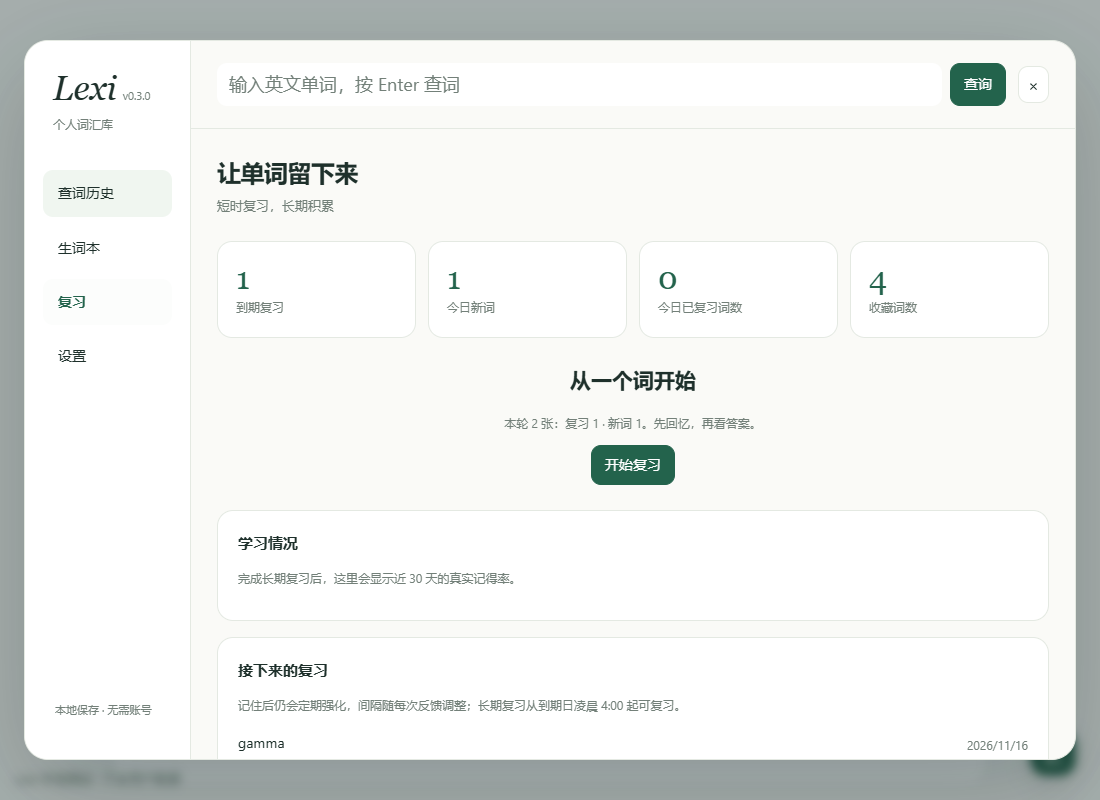 Lexi v0.3.0
个人词汇库
查词历史
生词本
复习
设置
本地保存 · 无需账号
输入英文单词，按 Enter 查词
查询
×
让单词留下来
短时复习，长期积累
1
到期复习
1
今日新词
0
今日已复习词数
4
收藏词数
从一个词开始
本轮 2 张：复习 1 · 新词 1。先回忆，再看答案。
开始复习
学习情况
完成长期复习后，这里会显示近 30 天的真实记得率。
接下来的复习
记住后仍会定期强化，间隔随每次反馈调整；长期复习从到期日凌晨 4:00 起可复习。
gamma 2026/11/16